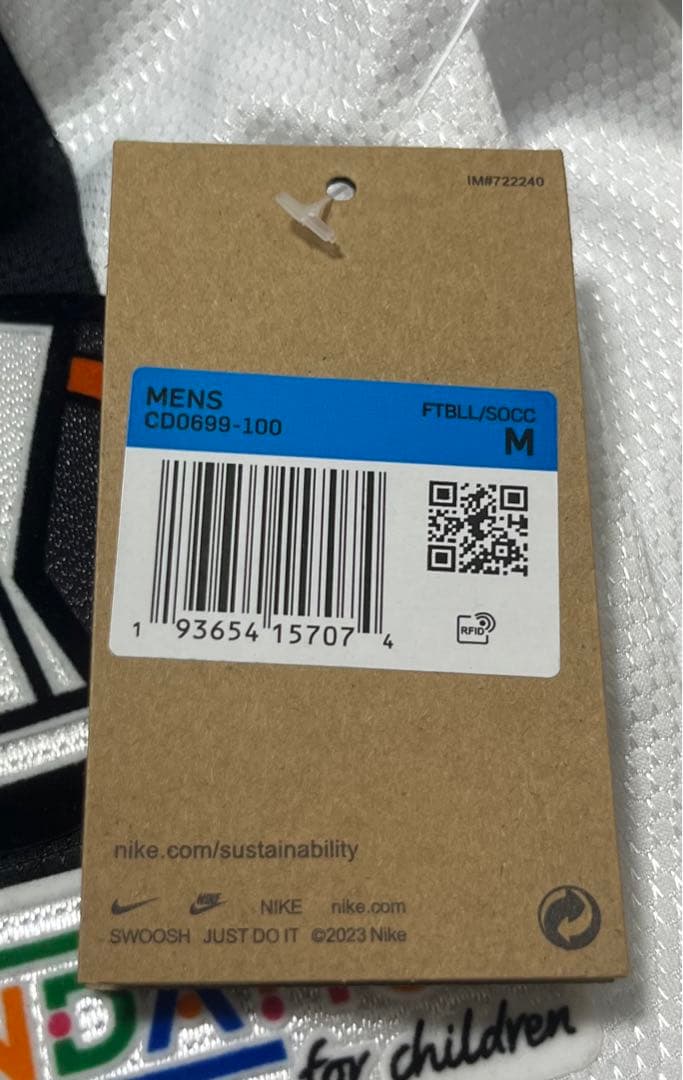 IM#722240
MENS
FTBLL/SOCC
CD0699-100
M
1 93654 15707 4
RFID
nike.com/sustainability
NIKE
NIKE nike.com
SWOOSH JUST DO IT ©2023 Nike
for children